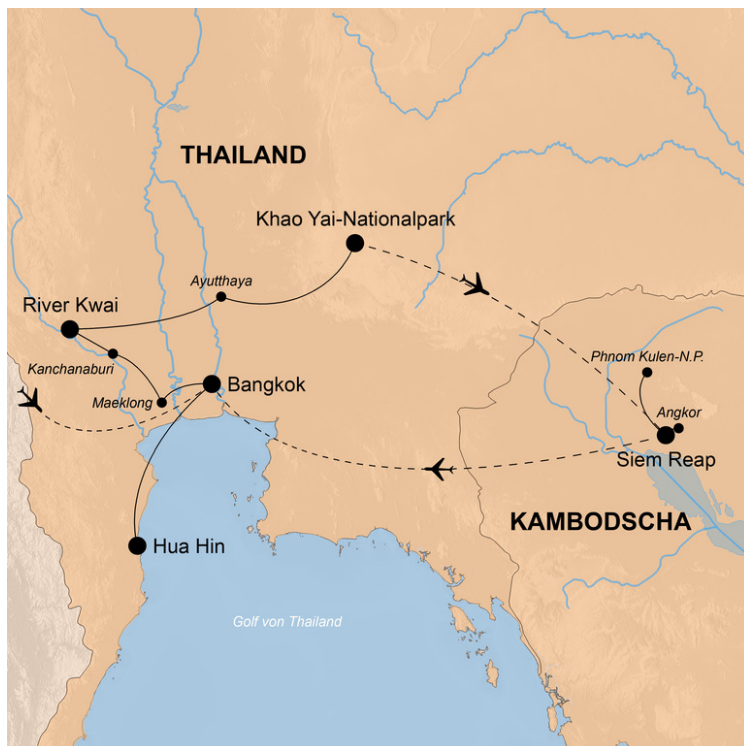 THAILAND
Khao Yai-Nationalpark
Ayutthaya
River Kwai
Kanchanaburi
Phnom Kulen-N.P.
Bangkok
Maeklong
Angkor
Siem Reap
KAMBODSCHA
Hua Hin
Golf von Thailand